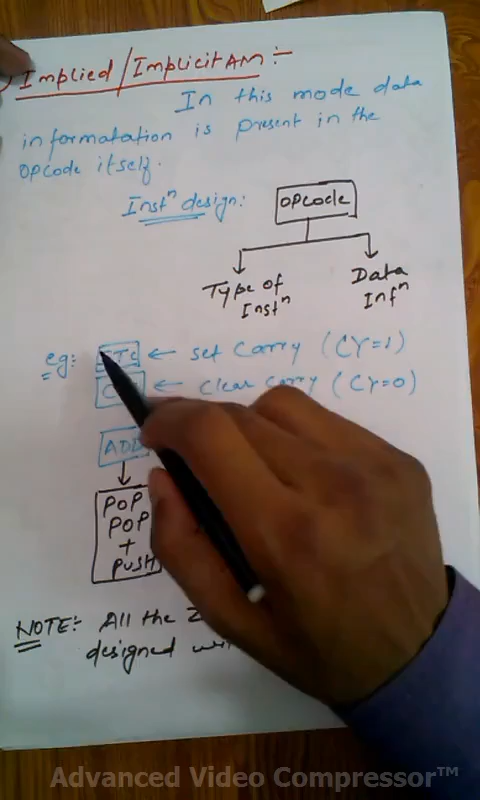 Implied/Implicit AM :-
In this mode data
informatation is present in the
opcode itself.
Instⁿ design:
opcode
Type of Instⁿ
Data Infⁿ
eg: STC ← set carry (CY=1)
← Clear carry (CY=0)
ADD
POP
POP
+
PUSH
NOTE:- All the
designed
Advanced Video Compressor™